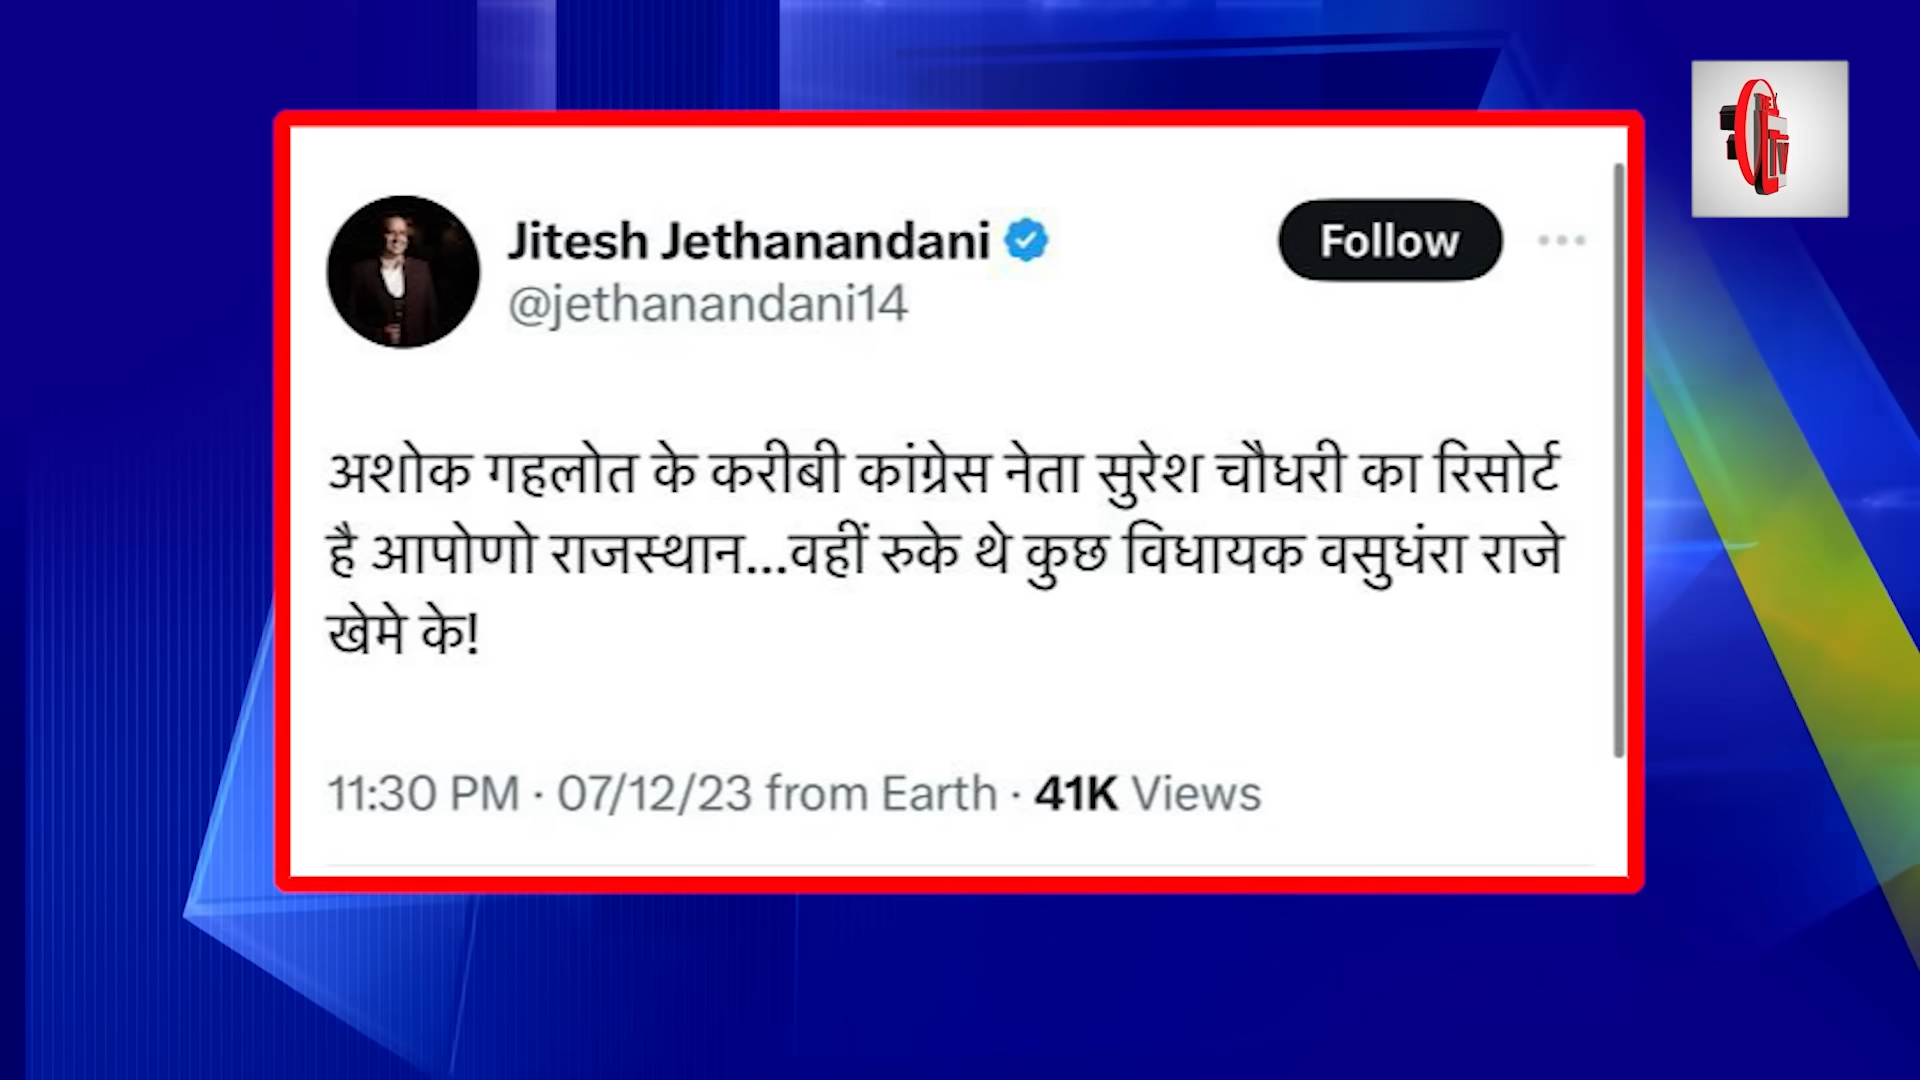 Jitesh Jethanandani
Follow
@jethanandani14
अशोक गहलोत के करीबी कांग्रेस नेता सुरेश चौधरी का रिसोर्ट
है आपोणो राजस्थान...वहीं रुके थे कुछ विधायक वसुधंरा राजे
खेमे के!
11:30 PM · 07/12/23 from Earth · 41K Views